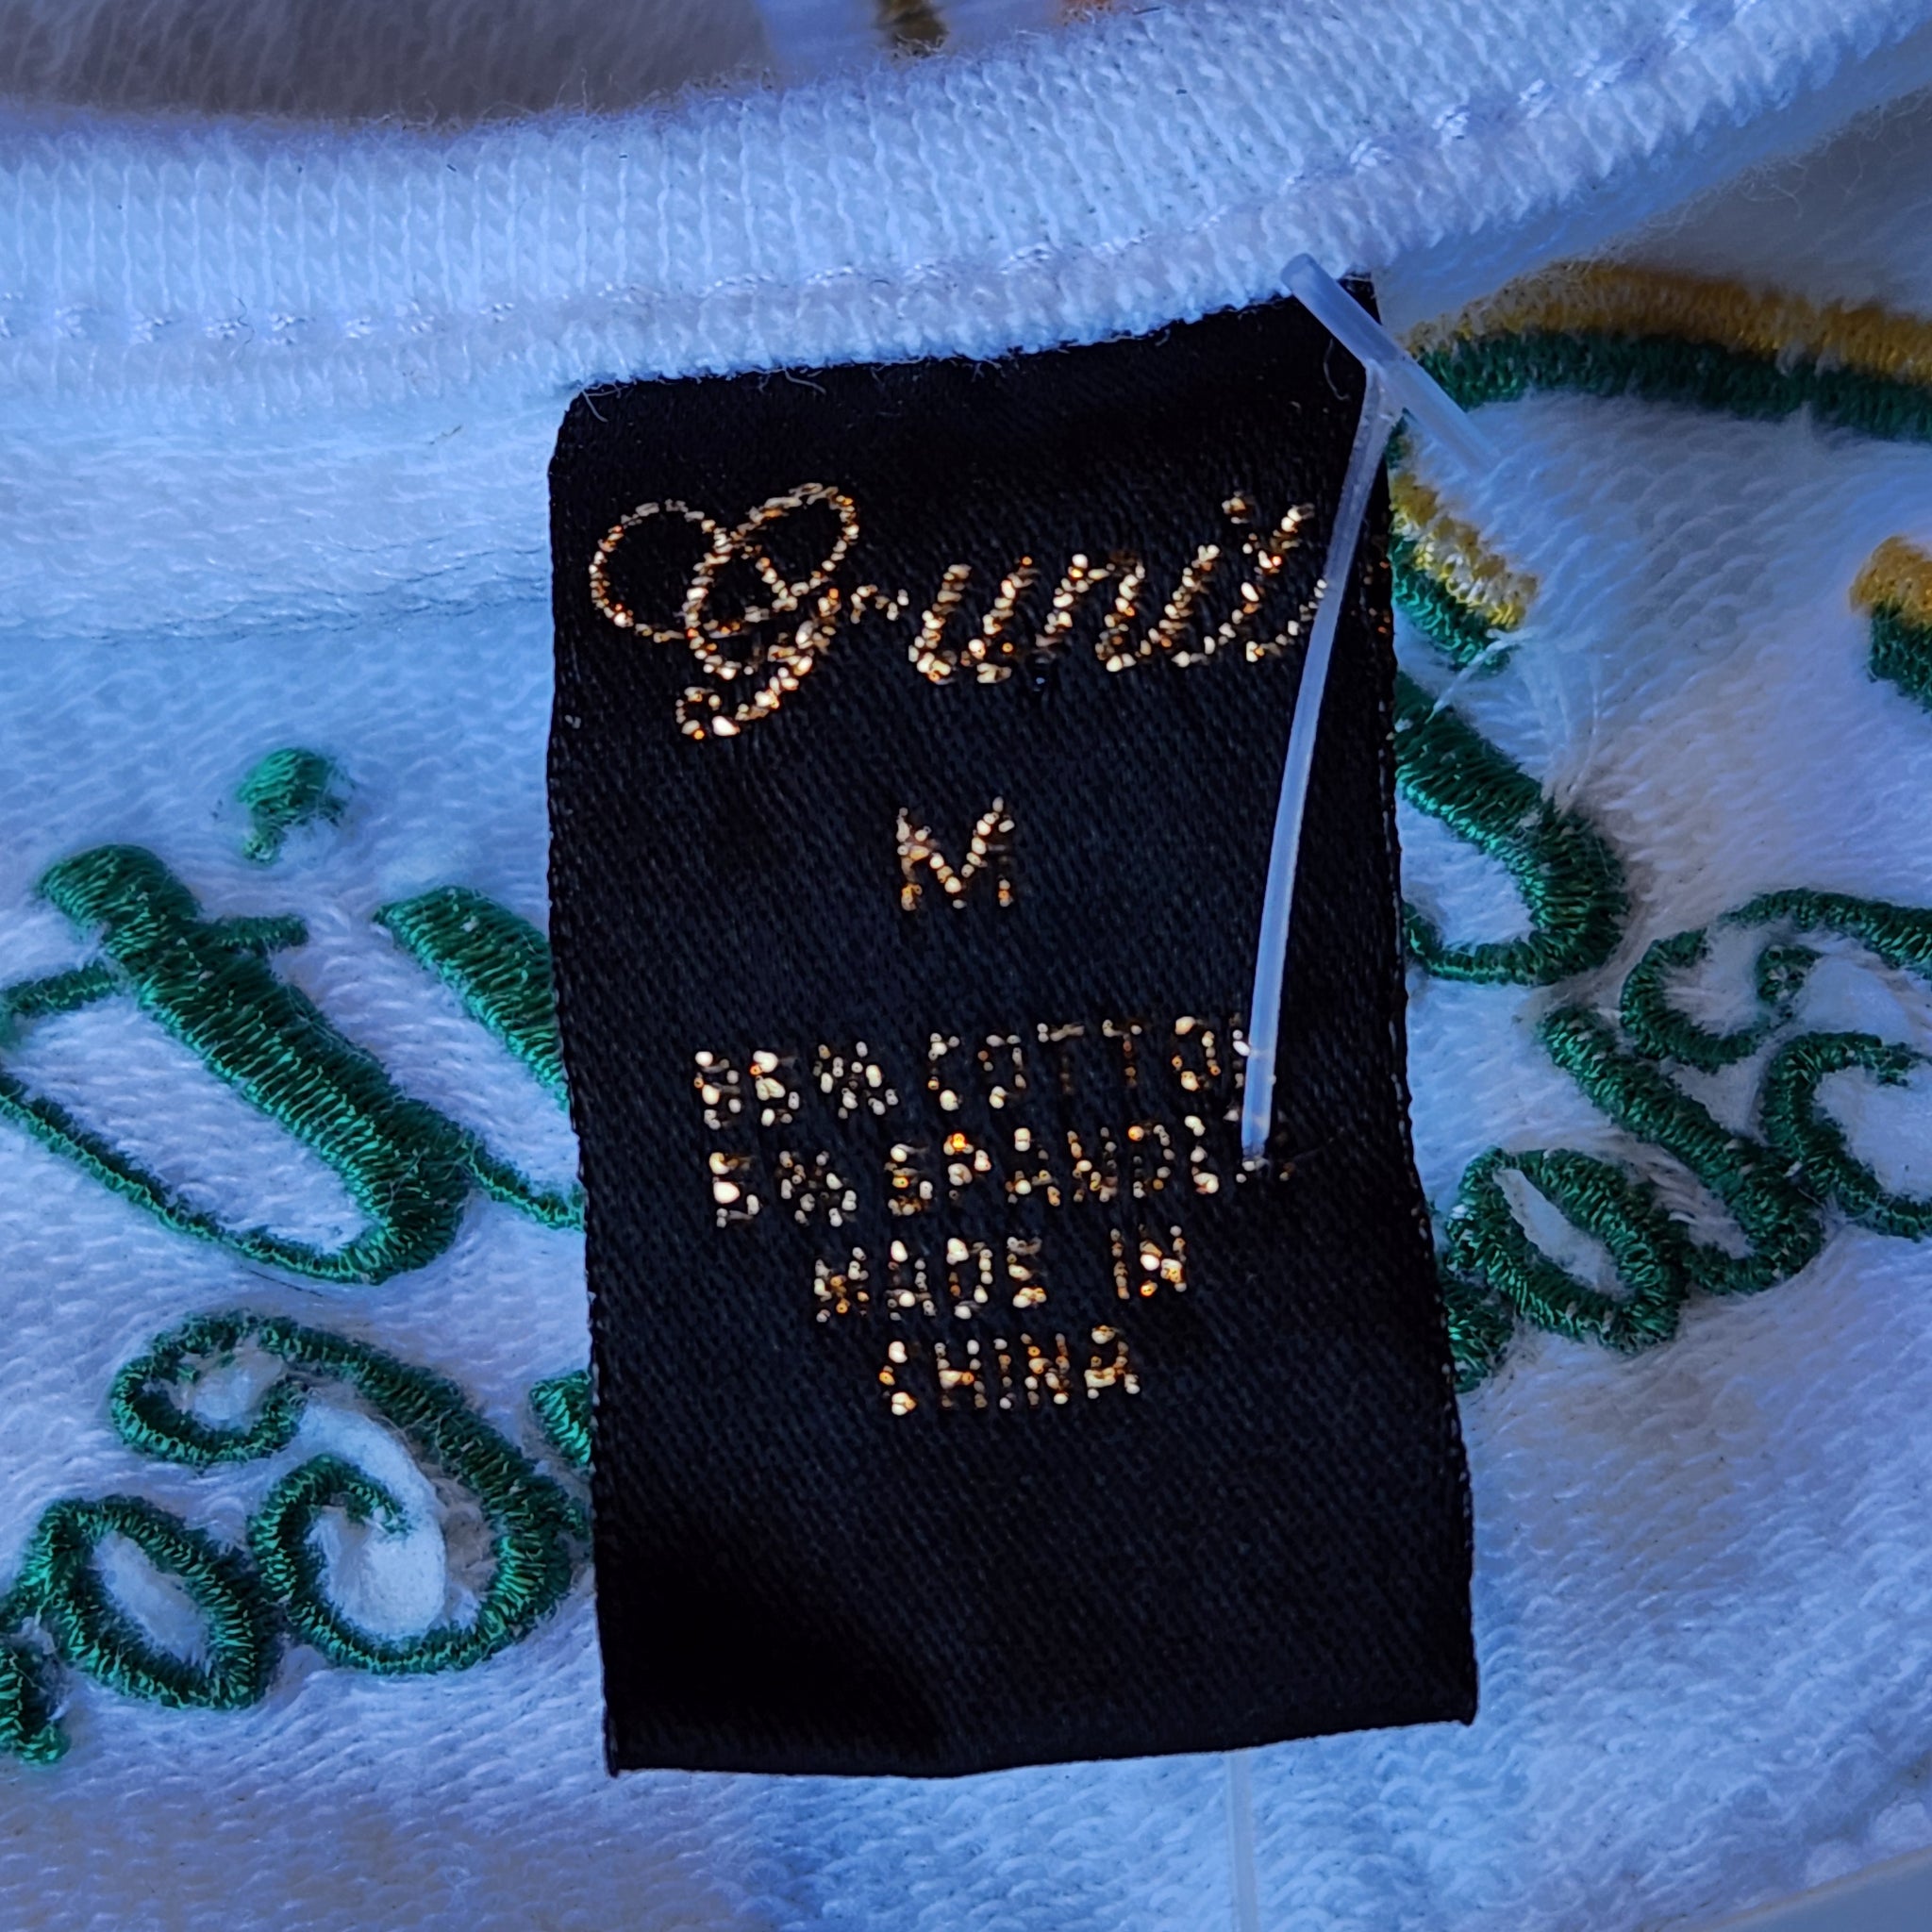 G-unit
M
95% COTTON
5% SPANDEX
MADE IN
CHINA